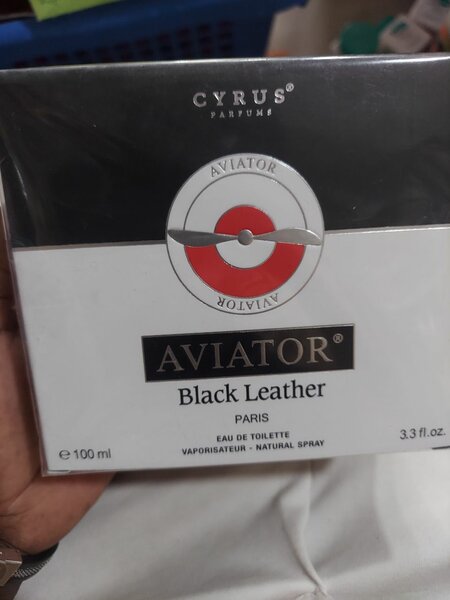 CYRUS®
PARFUMS
AVIATOR
AVIATOR
AVIATOR®
Black Leather
PARIS
EAU DE TOILETTE
VAPORISATEUR - NATURAL SPRAY
℮ 100 ml
3.3 fl.oz.